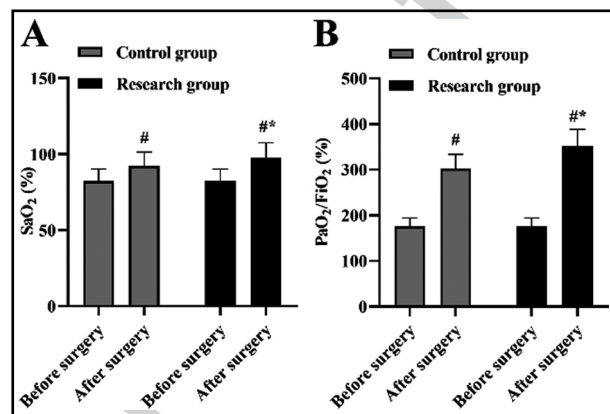 A
Control group
Research group
150
100
50
0
SaO₂ (%)
#
#*
Before surgery
After surgery
Before surgery
After surgery
B
Control group
Research group
500
400
300
200
100
0
PaO₂/FiO₂ (%)
#
#*
Before surgery
After surgery
Before surgery
After surgery